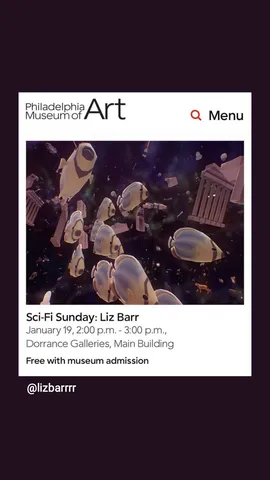 Philadelphia
Museum of Art
Menu
Sci-Fi Sunday: Liz Barr
January 19, 2:00 p.m. - 3:00 p.m.,
Dorrance Galleries, Main Building
Free with museum admission
@lizbarrrr